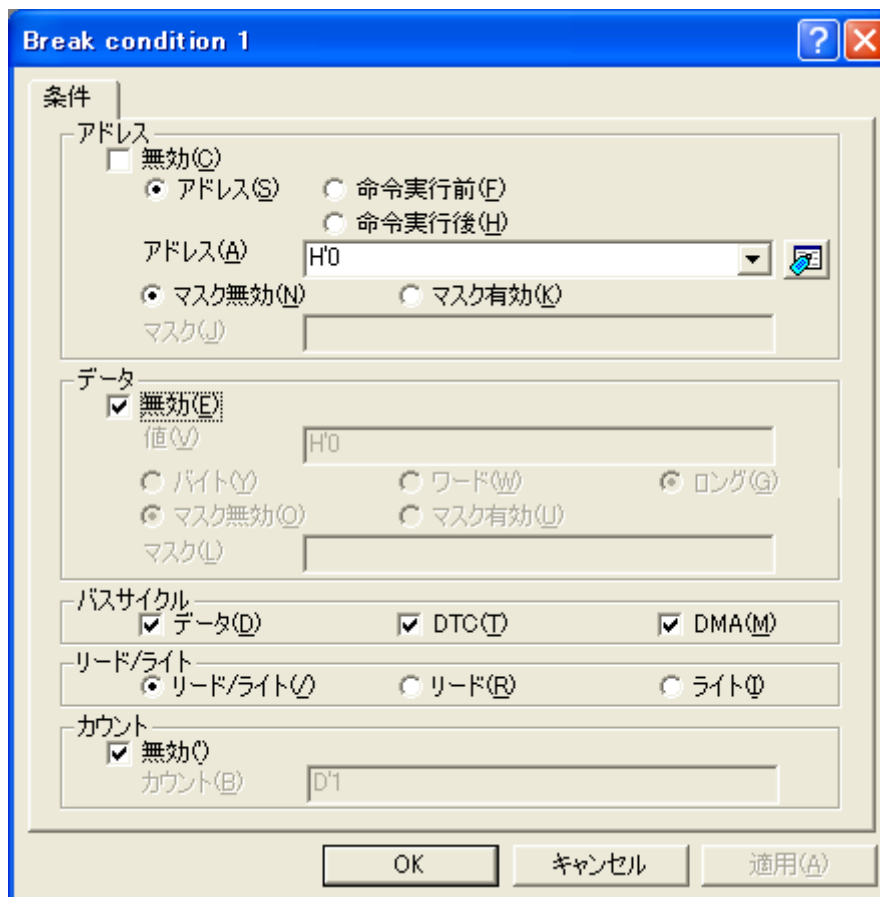 Break condition 1
条件
アドレス
無効(C)
アドレス(S) 命令実行前(F)
命令実行後(H)
アドレス(A) H'0
マスク無効(N) マスク有効(K)
マスク(J)
データ
無効(E)
値(V) H'0
バイト(Y) ワード(W) ロング(G)
マスク無効(O) マスク有効(U)
マスク(L)
バスサイクル
データ(D) DTC(T) DMA(M)
リード/ライト
リード/ライト(/) リード(R) ライト(I)
カウント
無効(')
カウント(B) D'1
OK キャンセル 適用(A)